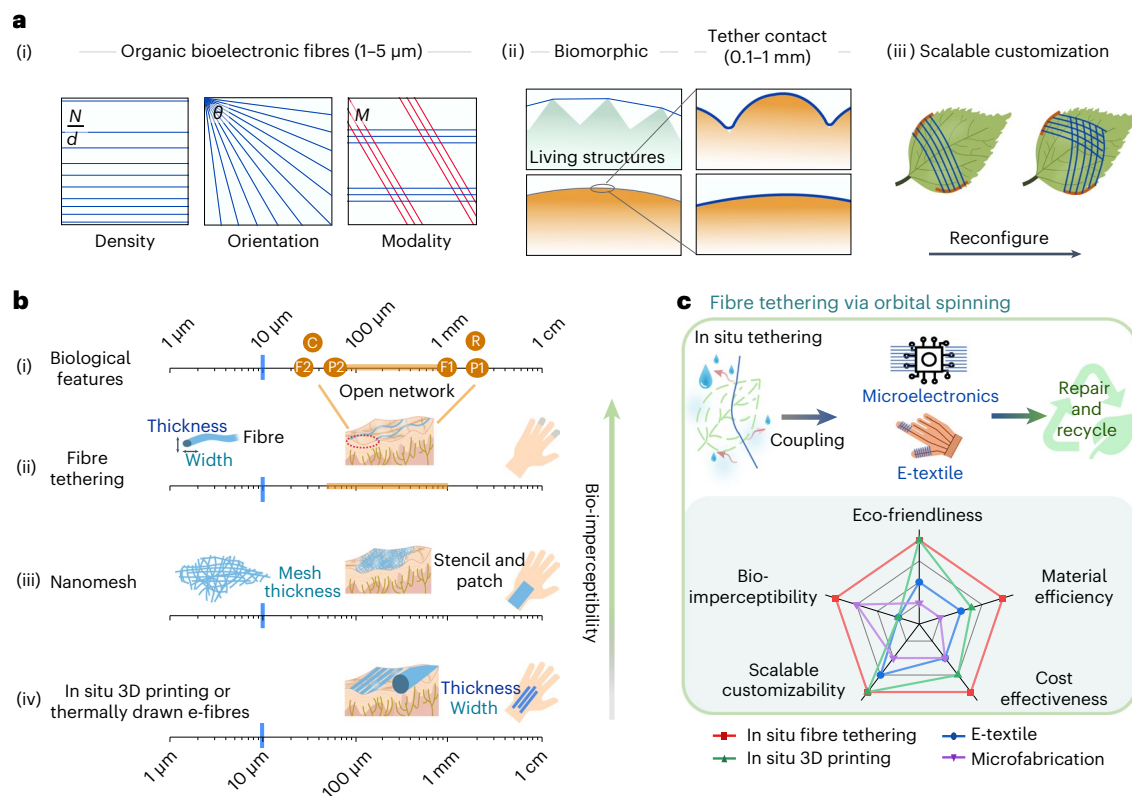 a
(i)
Organic bioelectronic fibres (1–5 µm)
N
d
θ
M
Density
Orientation
Modality
(ii)
Biomorphic
Tether contact
(0.1–1 mm)
Living structures
(iii) Scalable customization
Reconfigure
b
1 µm
10 µm
100 µm
1 mm
1 cm
(i)
Biological
features
C
R
F2
P2
F1
P1
Open network
Thickness
Fibre
Width
(ii)
Fibre
tethering
(iii)
Nanomesh
Mesh
thickness
Stencil and
patch
(iv)
In situ 3D printing or
thermally drawn e-fibres
Thickness
Width
1 µm
10 µm
100 µm
1 mm
1 cm
Bio-imperceptibility
c
Fibre tethering via orbital spinning
In situ tethering
Coupling
Microelectronics
E-textile
Repair
and
recycle
Eco-friendliness
Bio-
imperceptibility
Material
efficiency
Scalable
customizability
Cost
effectiveness
In situ fibre tethering
E-textile
In situ 3D printing
Microfabrication